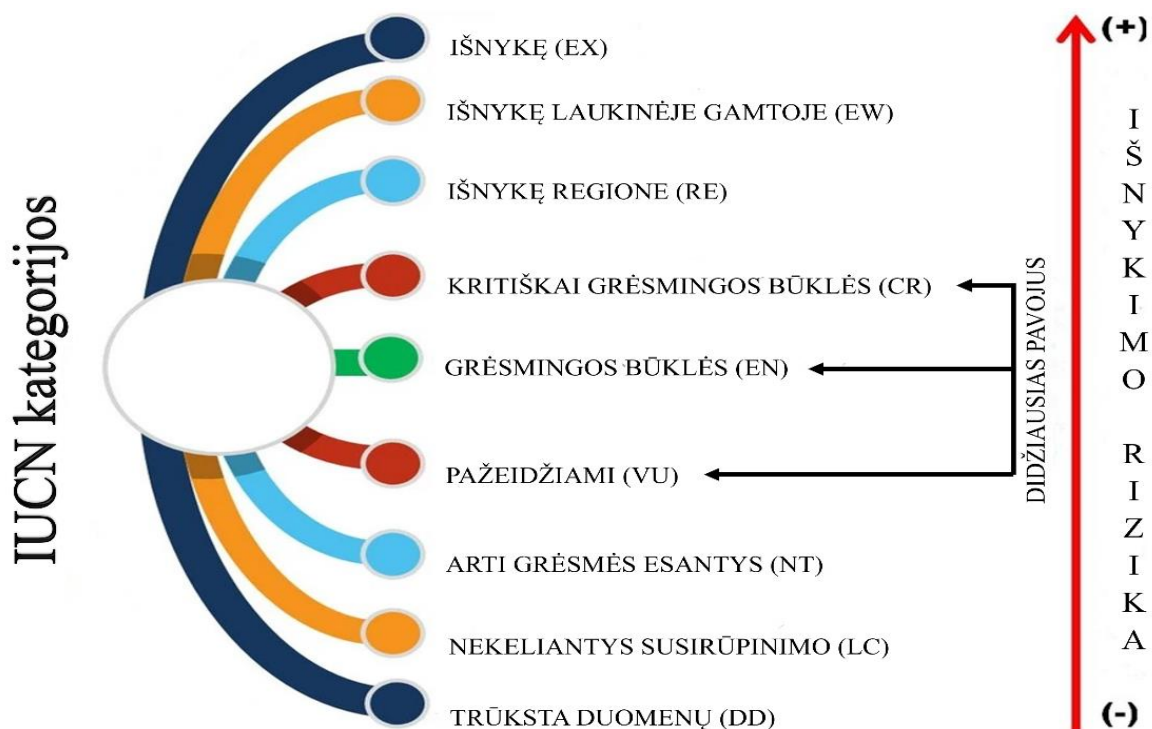 IUCN kategorijos
IŠNYKĘ (EX)
IŠNYKĘ LAUKINĖJE GAMTOJE (EW)
IŠNYKĘ REGIONE (RE)
KRITIŠKAI GRĖSMINGOS BŪKLĖS (CR)
GRĖSMINGOS BŪKLĖS (EN)
PAŽEIDŽIAMI (VU)
ARTI GRĖSMĖS ESANTYS (NT)
NEKELIANTYS SUSIRŪPINIMO (LC)
TRŪKSTA DUOMENŲ (DD)
DIDŽIAUSIAS PAVOJUS
(+)
IŠNYKIMO RIZIKA
(-)